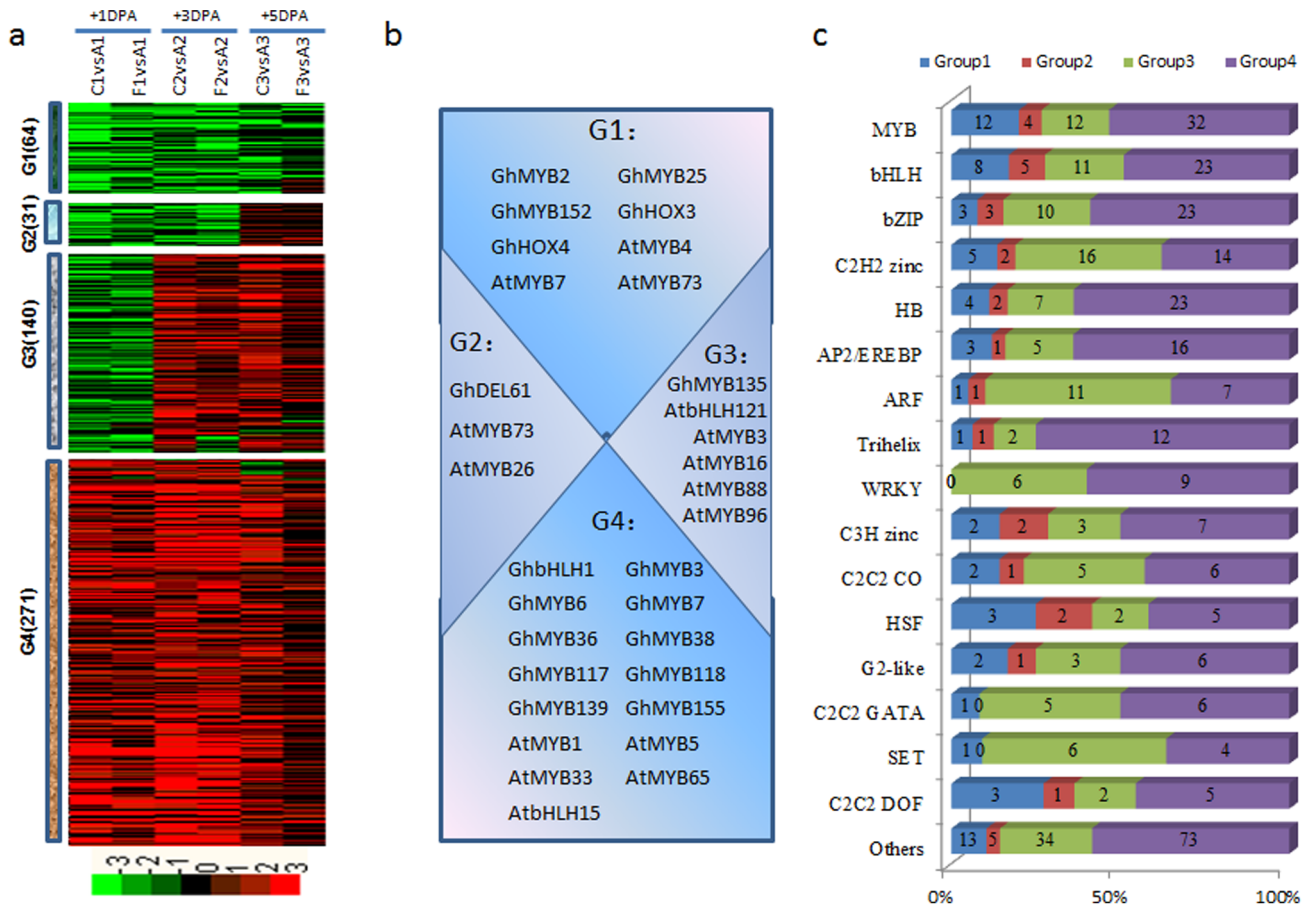 a
+1DPA +3DPA +5DPA
C1vsA1 F1vsA1 C2vsA2 F2vsA2 C3vsA3 F3vsA3
G1(64)
G2(31)
G3(140)
G4(271)
-3 -2 -1 0 1 2 3
b
G1:
GhMYB2 GhMYB25
GhMYB152 GhHOX3
GhHOX4 AtMYB4
AtMYB7 AtMYB73
G2:
GhDEL61
AtMYB73
AtMYB26
G3:
GhMYB135
AtbHLH121
AtMYB3
AtMYB16
AtMYB88
AtMYB96
G4:
GhbHLH1 GhMYB3
GhMYB6 GhMYB7
GhMYB36 GhMYB38
GhMYB117 GhMYB118
GhMYB139 GhMYB155
AtMYB1 AtMYB5
AtMYB33 AtMYB65
AtbHLH15
c
Group1 Group2 Group3 Group4
MYB 12 4 12 32
bHLH 8 5 11 23
bZIP 3 3 10 23
C2H2 zinc 5 2 16 14
HB 4 2 7 23
AP2/EREBP 3 1 5 16
ARF 1 1 11 7
Trihelix 1 1 2 12
WRKY 0 6 9
C3H zinc 2 2 3 7
C2C2 CO 2 1 5 6
HSF 3 2 2 5
G2-like 2 1 3 6
C2C2 GATA 1 0 5 6
SET 1 0 6 4
C2C2 DOF 3 1 2 5
Others 13 5 34 73
0% 50% 100%